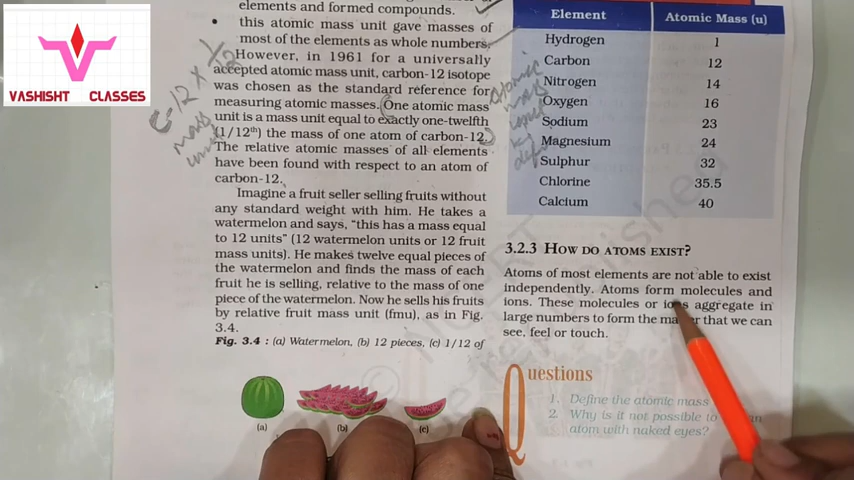 VASHISHT CLASSES
elements and formed compounds.
• this atomic mass unit gave masses of
most of the elements as whole numbers.
However, in 1961 for a universally
accepted atomic mass unit, carbon-12 isotope
was chosen as the standard reference for
measuring atomic masses. One atomic mass
unit is a mass unit equal to exactly one-twelfth
(1/12th) the mass of one atom of carbon-12.
The relative atomic masses of all elements
have been found with respect to an atom of
carbon-12.
Imagine a fruit seller selling fruits without
any standard weight with him. He takes a
watermelon and says, "this has a mass equal
to 12 units" (12 watermelon units or 12 fruit
mass units). He makes twelve equal pieces of
the watermelon and finds the mass of each
fruit he is selling, relative to the mass of one
piece of the watermelon. Now he sells his fruits
by relative fruit mass unit (fmu), as in Fig.
3.4.
Fig. 3.4 : (a) Watermelon, (b) 12 pieces, (c) 1/12 of
(a) (b) (c)
C-12 x 1/12
mass
unit
Atomic
mass
Element Atomic Mass (u)
Hydrogen 1
Carbon 12
Nitrogen 14
Oxygen 16
Sodium 23
Magnesium 24
Sulphur 32
Chlorine 35.5
Calcium 40
3.2.3 HOW DO ATOMS EXIST?
Atoms of most elements are not able to exist
independently. Atoms form molecules and
ions. These molecules or ions aggregate in
large numbers to form the matter that we can
see, feel or touch.
Questions
1. Define the atomic mass
2. Why is it not possible to an
atom with naked eyes?